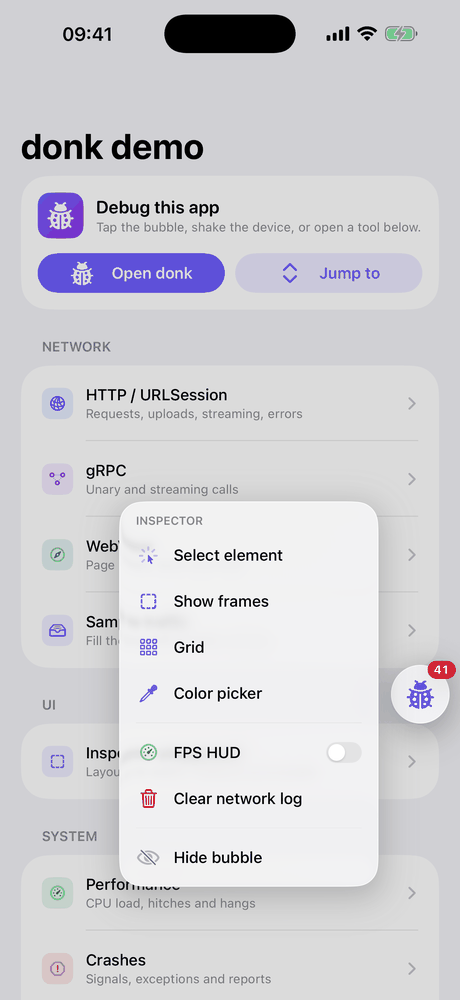 09:41
donk demo
Debug this app
Tap the bubble, shake the device, or open a tool below.
Open donk
Jump to
NETWORK
HTTP / URLSession
Requests, uploads, streaming, errors
gRPC
Unary and streaming calls
Page
Fill
INSPECTOR
Select element
Show frames
Grid
Color picker
FPS HUD
Clear network log
Hide bubble
41
UI
SYSTEM
Performance
CPU load, hitches and hangs
Crashes
Signals, exceptions and reports